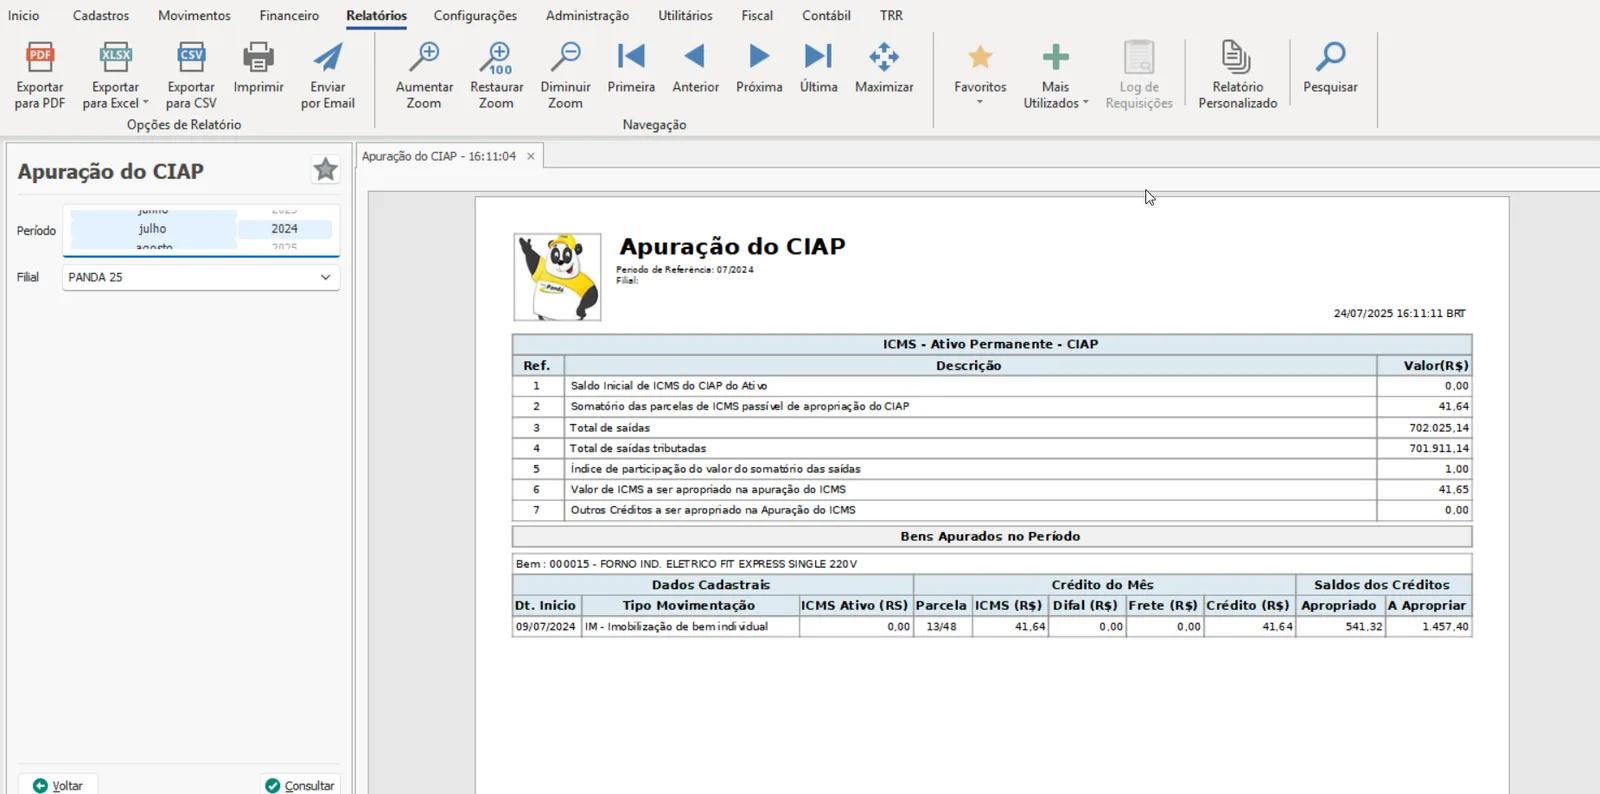 Inicio Cadastros Movimentos Financeiro Relatórios Configurações Administração Utilitários Fiscal Contábil TRR
PDF XLSX CSV 100
Exportar para PDF
Exportar para Excel
Exportar para CSV
Imprimir
Enviar por Email
Aumentar Zoom
Restaurar Zoom
Diminuir Zoom
Primeira
Anterior
Próxima
Última
Maximizar
Favoritos
Mais Utilizados
Log de Requisições
Relatório Personalizado
Pesquisar
Opções de Relatório
Navegação
Apuração do CIAP
Período
junho 2023
julho 2024
agosto 2025
Filial PANDA 25
Voltar
Consultar
Apuração do CIAP - 16:11:04
Panda
Apuração do CIAP
Periodo de Referência: 07/2024
Filial:
24/07/2025 16:11:11 BRT
ICMS - Ativo Permanente - CIAP
Ref. Descrição Valor(R$)
1 Saldo Inicial de ICMS do CIAP do Ativo 0,00
2 Somatório das parcelas de ICMS passível de apropriação do CIAP 41,64
3 Total de saídas 702.025,14
4 Total de saídas tributadas 701.911,14
5 Índice de participação do valor do somatório das saídas 1,00
6 Valor de ICMS a ser apropriado na apuração do ICMS 41,65
7 Outros Créditos a ser apropriado na Apuração do ICMS 0,00
Bens Apurados no Período
Bem : 000015 - FORNO IND. ELETRICO FIT EXPRESS SINGLE 220V
Dados Cadastrais Crédito do Mês Saldos dos Créditos
Dt. Inicio Tipo Movimentação ICMS Ativo (RS) Parcela ICMS (R$) Difal (R$) Frete (R$) Crédito (R$) Apropriado A Apropriar
09/07/2024 IM - Imobilização de bem individual 0,00 13/48 41,64 0,00 0,00 41,64 541,32 1.457,40